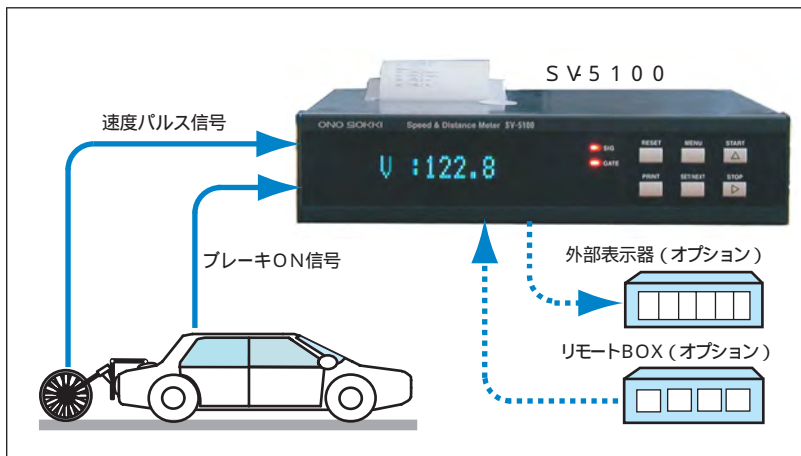 SV-5100
速度パルス信号
ONO SOKKI Speed & Distance Meter SV-5100
V :122.8
SIG
GATE
RESET MENU START
PRINT SET/NEXT STOP
ブレーキON信号
外部表示器(オプション)
リモートBOX(オプション)